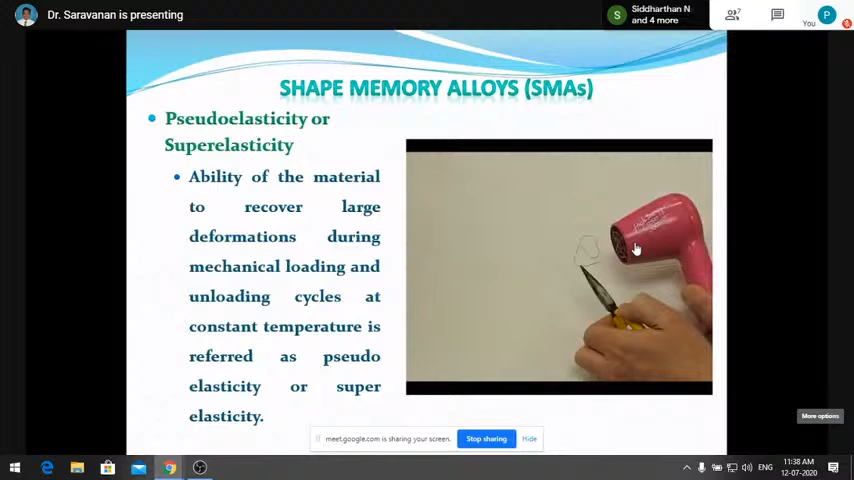 Dr. Saravanan is presenting
S
Siddharthan N
and 4 more
7
P
You
SHAPE MEMORY ALLOYS (SMAs)
Pseudoelasticity or
Superelasticity
Ability of the material
to recover large
deformations during
mechanical loading and
unloading cycles at
constant temperature is
referred as pseudo
elasticity or super
elasticity.
More options
meet.google.com is sharing your screen.
Stop sharing
Hide
ENG
11:38 AM
12-07-2020